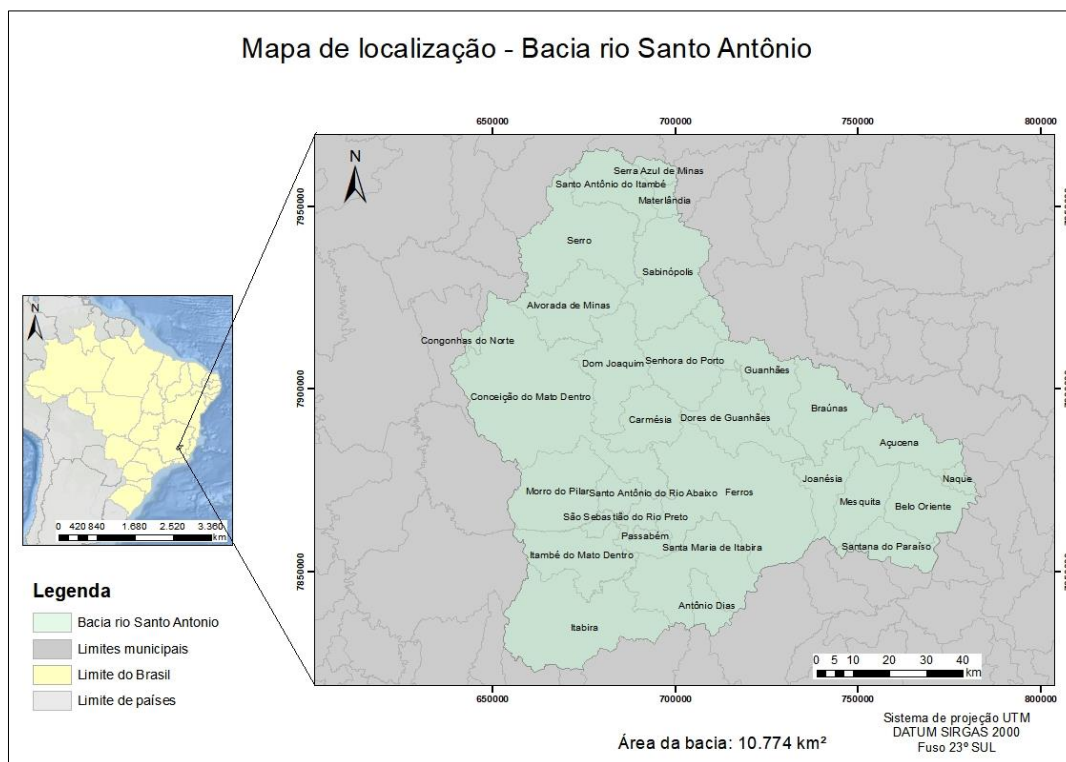 Mapa de localização - Bacia rio Santo Antônio
650000 700000 750000 800000
N
Serra Azul de Minas
Santo Antônio do Itambé
Materlândia
7950000
Serro
Sabinópolis
Alvorada de Minas
Congonhas do Norte
Dom Joaquim
Senhora do Porto
Guanhães
7900000
Conceição do Mato Dentro
Braúnas
Carmésia
Dores de Guanhães
Açucena
Joanésia
Naque
Morro do Pilar
Santo Antônio do Rio Abaixo
Ferros
Mesquita
Belo Oriente
São Sebastião do Rio Preto
Passabém
Itambé do Mato Dentro
Santa Maria de Itabira
Santana do Paraíso
7850000
Antônio Dias
Itabira
0 5 10 20 30 40
km
650000 700000 750000 800000
N
0 420 840 1.680 2.520 3.360
km
Legenda
Bacia rio Santo Antonio
Limites municipais
Limite do Brasil
Limite de países
Área da bacia: 10.774 km²
Sistema de projeção UTM
DATUM SIRGAS 2000
Fuso 23º SUL